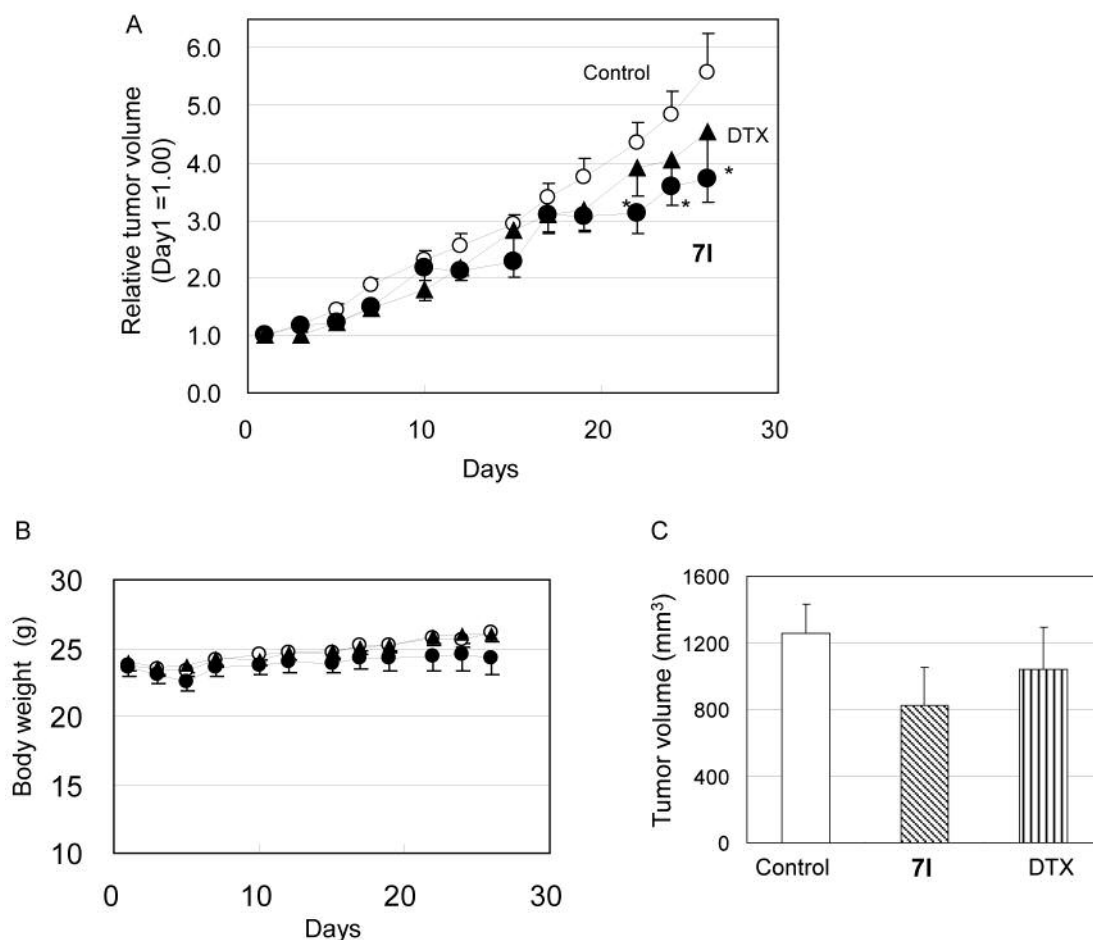 A
Relative tumor volume
(Day1 =1.00)
6.0
5.0
4.0
3.0
2.0
1.0
0.0
Control
DTX
*
*
*
7l
0
10
20
30
Days
B
Body weight (g)
30
25
20
15
10
0
10
20
30
Days
C
Tumor volume (mm³)
1600
1200
800
400
0
Control
7l
DTX